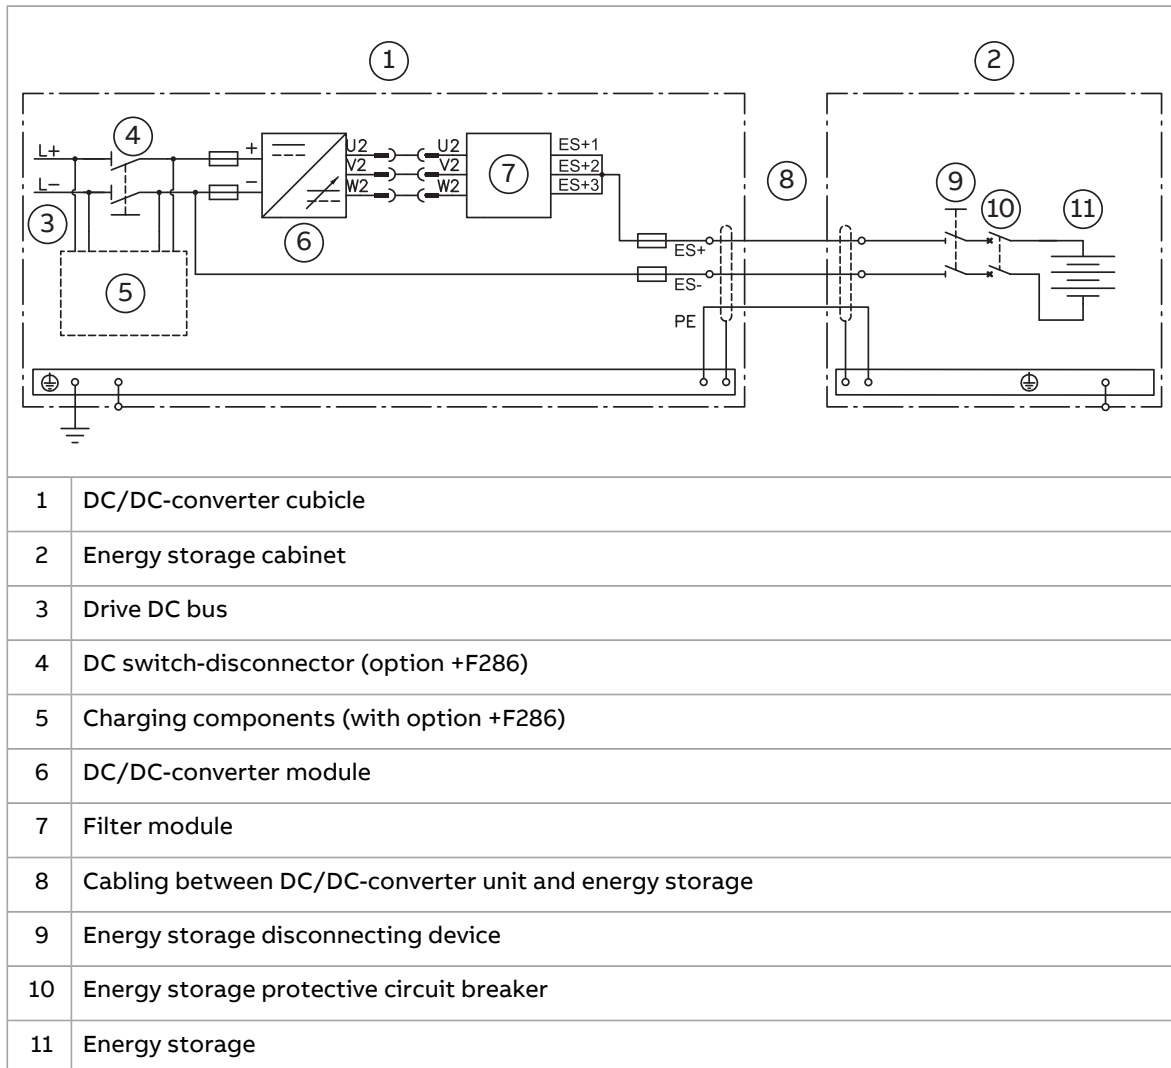 1
2
4
L+
L-
3
+
-
6
5
U2
V2
W2
U2
V2
W2
7
ES+1
ES+2
ES+3
8
9
10
11
ES+
ES-
PE
1 DC/DC-converter cubicle
2 Energy storage cabinet
3 Drive DC bus
4 DC switch-disconnector (option +F286)
5 Charging components (with option +F286)
6 DC/DC-converter module
7 Filter module
8 Cabling between DC/DC-converter unit and energy storage
9 Energy storage disconnecting device
10 Energy storage protective circuit breaker
11 Energy storage